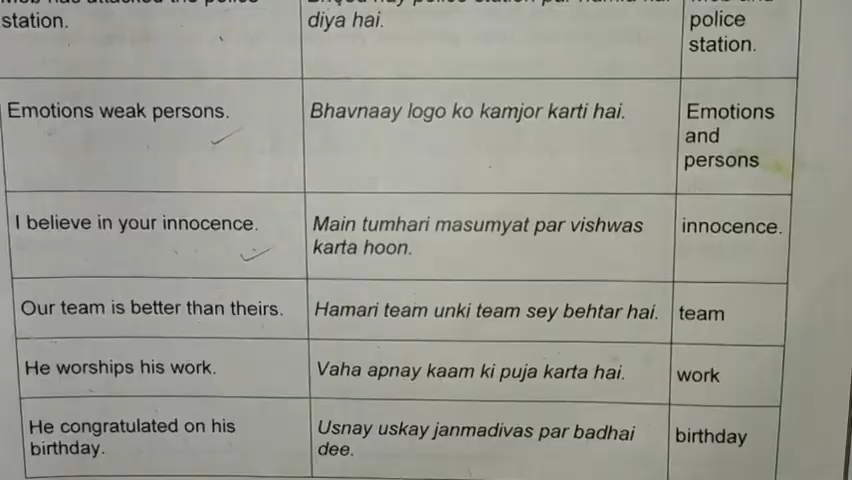 station.
diya hai.
police
station.
Emotions weak persons.
Bhavnaay logo ko kamjor karti hai.
Emotions
and
persons
I believe in your innocence.
Main tumhari masumyat par vishwas
karta hoon.
innocence.
Our team is better than theirs.
Hamari team unki team sey behtar hai.
team
He worships his work.
Vaha apnay kaam ki puja karta hai.
work
He congratulated on his
birthday.
Usnay uskay janmadivas par badhai
dee.
birthday